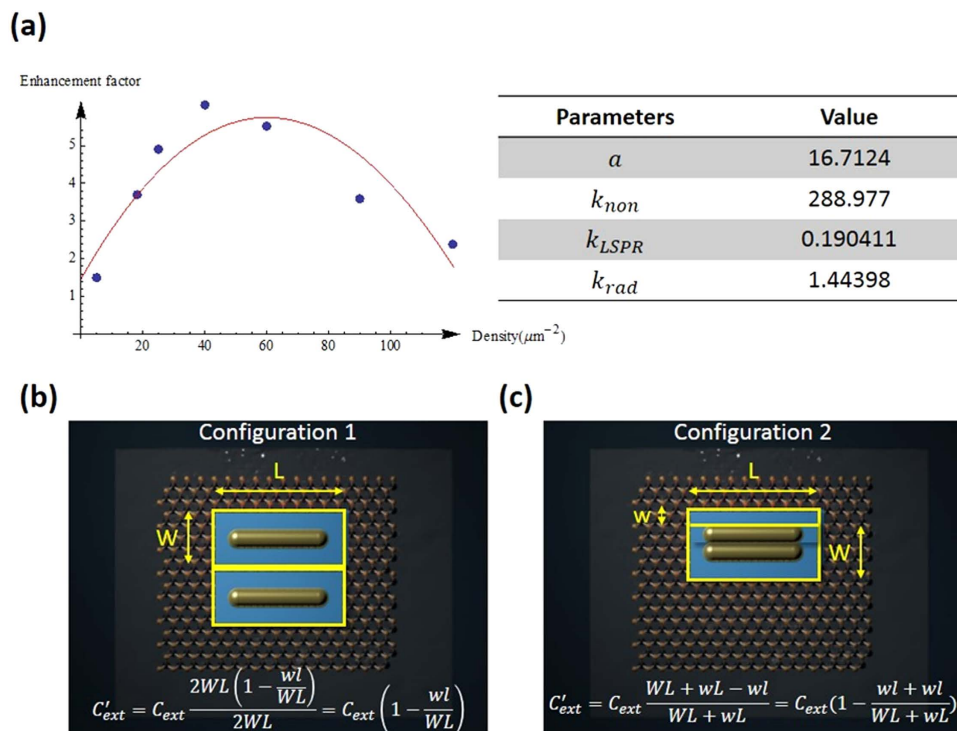 (a)
Enhancement factor
5
4
3
2
1
20 40 60 80 100
Density(μm⁻²)
Parameters Value
a 16.7124
k_non 288.977
k_LSPR 0.190411
k_rad 1.44398
(b)
Configuration 1
L
W
C'_ext = C_ext 2WL(1 − wl/WL)/2WL = C_ext(1 − wl/WL)
(c)
Configuration 2
L
w
W
C'_ext = C_ext (WL + wL − wl)/(WL + wL) = C_ext(1 − (wl + wl)/(WL + wL))